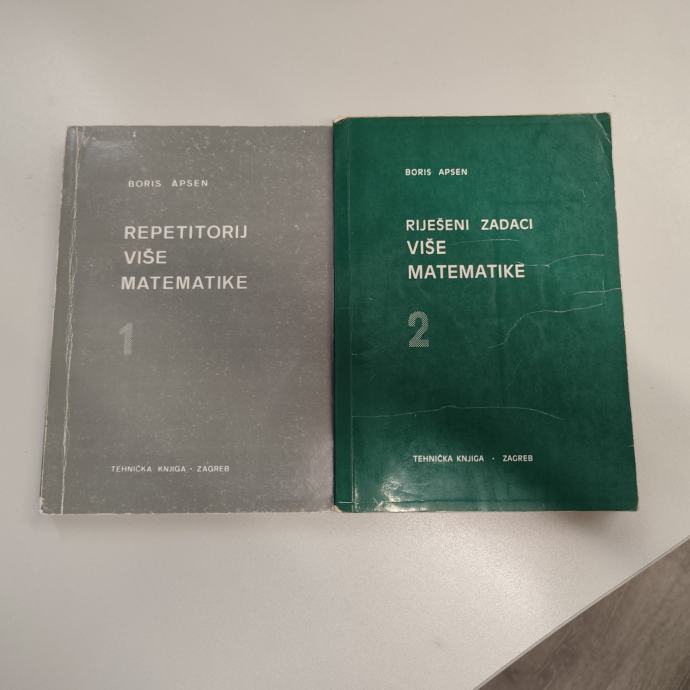 BORIS APSEN
REPETITORIJ
VIŠE
MATEMATIKE
1
TEHNIČKA KNJIGA · ZAGREB
BORIS APSEN
RIJEŠENI ZADACI
VIŠE
MATEMATIKE
2
TEHNIČKA KNJIGA · ZAGREB